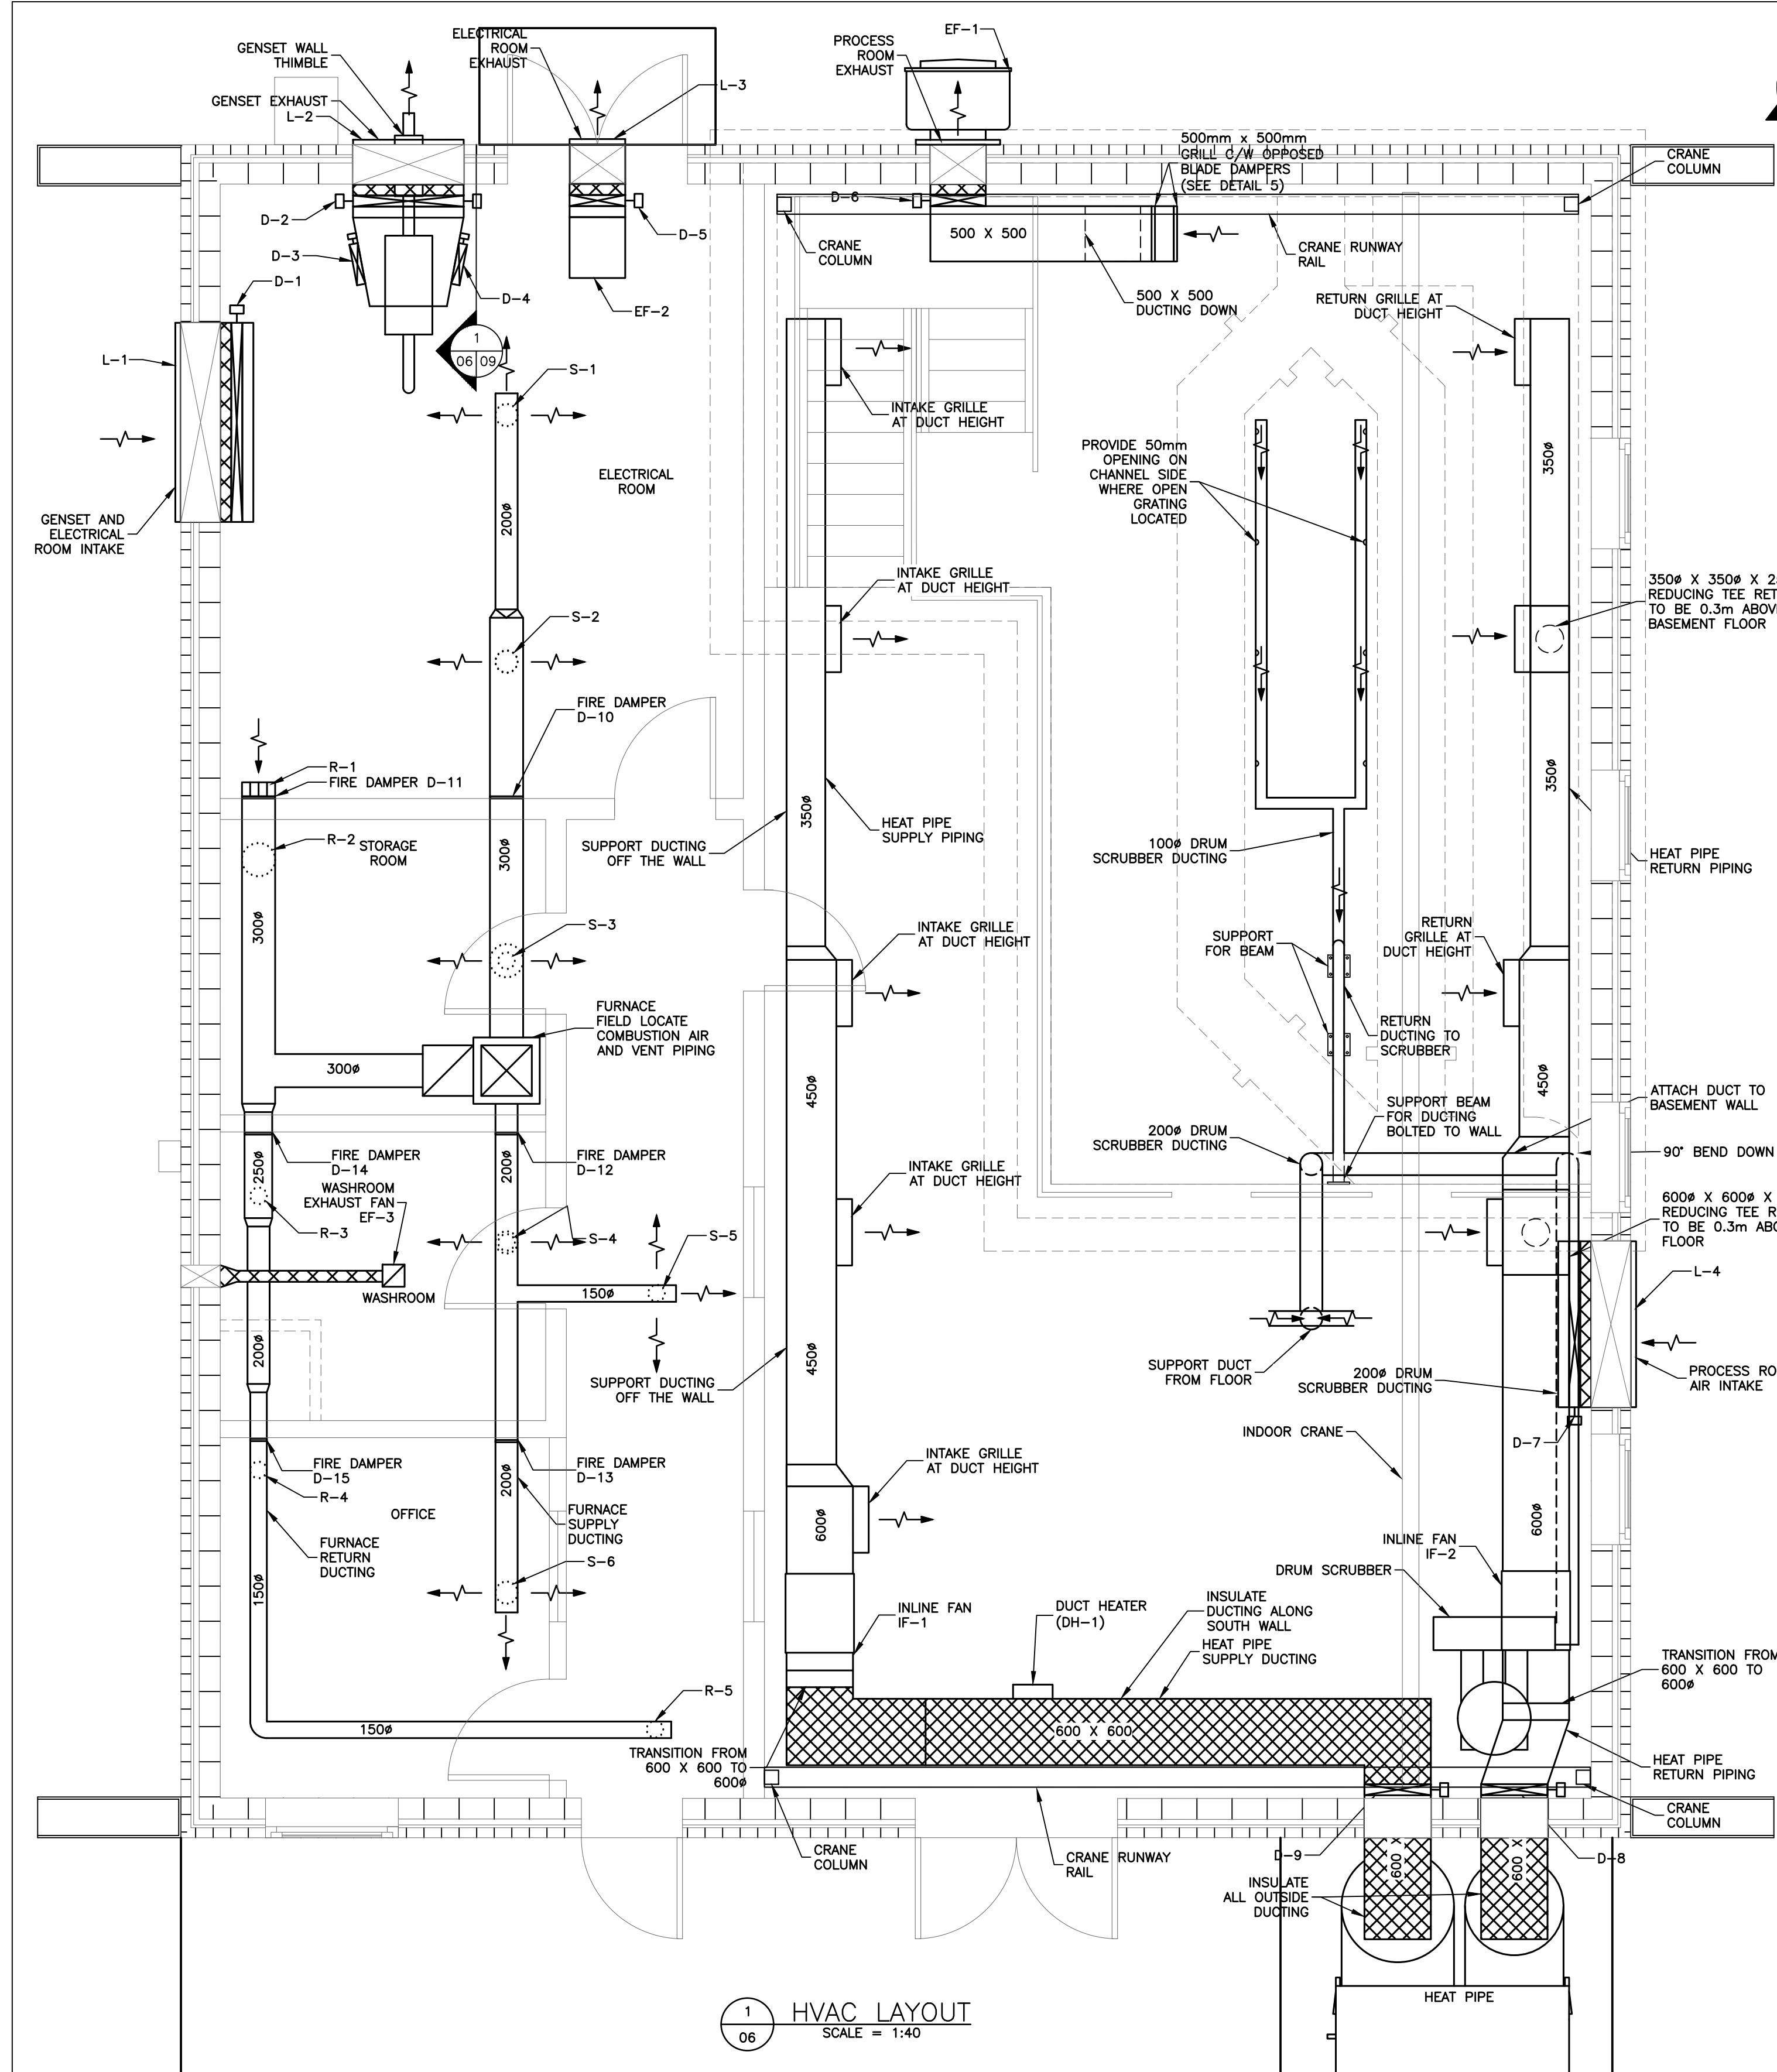 GENSET WALL
THIMBLE
GENSET EXHAUST
L-2
ELECTRICAL
ROOM
EXHAUST
L-3
PROCESS
ROOM
EXHAUST
EF-1
500mm x 500mm
GRILL C/W OPPOSED
BLADE DAMPERS
(SEE DETAIL 5)
CRANE
COLUMN
D-2
D-3
D-1
D-4
D-5
EF-2
D-6
CRANE
COLUMN
500 X 500
CRANE RUNWAY
RAIL
500 X 500
DUCTING DOWN
RETURN GRILLE AT
DUCT HEIGHT
L-1
1
06
09
S-1
INTAKE GRILLE
AT DUCT HEIGHT
GENSET AND
ELECTRICAL
ROOM INTAKE
200ø
ELECTRICAL
ROOM
PROVIDE 50mm
OPENING ON
CHANNEL SIDE
WHERE OPEN
GRATING
LOCATED
350ø
INTAKE GRILLE
AT DUCT HEIGHT
S-2
350ø X 350ø X 2
REDUCING TEE RET
TO BE 0.3m ABOV
BASEMENT FLOOR
FIRE DAMPER
D-10
R-1
FIRE DAMPER D-11
R-2
STORAGE
ROOM
300ø
300ø
SUPPORT DUCTING
OFF THE WALL
350ø
HEAT PIPE
SUPPLY PIPING
100ø DRUM
SCRUBBER DUCTING
350ø
HEAT PIPE
RETURN PIPING
S-3
INTAKE GRILLE
AT DUCT HEIGHT
SUPPORT
FOR BEAM
RETURN
GRILLE AT
DUCT HEIGHT
FURNACE
FIELD LOCATE
COMBUSTION AIR
AND VENT PIPING
300ø
RETURN
DUCTING TO
SCRUBBER
450ø
450ø
SUPPORT BEAM
FOR DUCTING
BOLTED TO WALL
ATTACH DUCT TO
BASEMENT WALL
FIRE DAMPER
D-14
250ø
WASHROOM
EXHAUST FAN
EF-3
R-3
200ø
FIRE DAMPER
D-12
S-4
S-5
INTAKE GRILLE
AT DUCT HEIGHT
200ø DRUM
SCRUBBER DUCTING
90° BEND DOWN
600ø X 600ø X
REDUCING TEE R
TO BE 0.3m ABO
FLOOR
L-4
WASHROOM
150ø
200ø
SUPPORT DUCTING
OFF THE WALL
450ø
SUPPORT DUCT
FROM FLOOR
200ø DRUM
SCRUBBER DUCTING
PROCESS RO
AIR INTAKE
INDOOR CRANE
D-7
FIRE DAMPER
D-15
R-4
OFFICE
200ø
FIRE DAMPER
D-13
FURNACE
SUPPLY
DUCTING
INTAKE GRILLE
AT DUCT HEIGHT
600ø
FURNACE
RETURN
DUCTING
150ø
S-6
600ø
INLINE FAN
IF-2
DRUM SCRUBBER
INLINE FAN
IF-1
DUCT HEATER
(DH-1)
INSULATE
DUCTING ALONG
SOUTH WALL
HEAT PIPE
SUPPLY DUCTING
TRANSITION FROM
600 X 600 TO
600ø
R-5
150ø
600 X 600
TRANSITION FROM
600 X 600 TO
600ø
HEAT PIPE
RETURN PIPING
CRANE
COLUMN
CRANE
COLUMN
CRANE RUNWAY
RAIL
D-9
600 X
600 X
D-8
INSULATE
ALL OUTSIDE
DUCTING
HEAT PIPE
1
06
HVAC LAYOUT
SCALE = 1:40